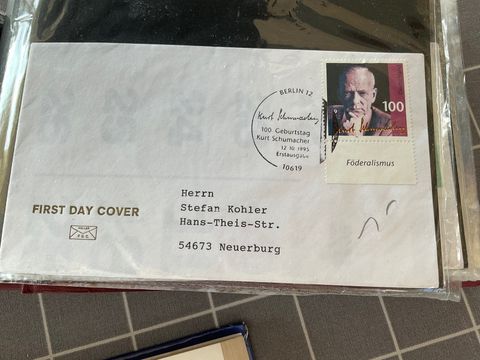 BERLIN 12
Kurt Schumacher
100 Geburtstag
Kurt Schumacher
12.10.1995
Erstausgabe
10619
100
Föderalismus
FIRST DAY COVER
F.D.C.
Herrn
Stefan Kohler
Hans-Theis-Str.
54673 Neuerburg